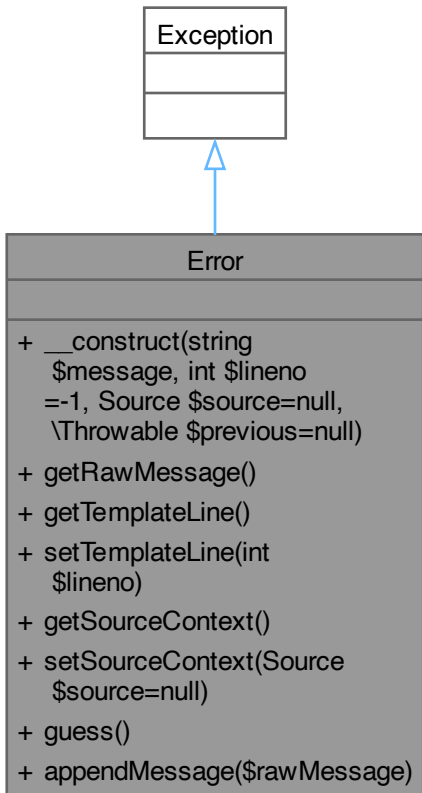 Exception
Error
+ __construct(string
$message, int $lineno
=-1, Source $source=null,
\Throwable $previous=null)
+ getRawMessage()
+ getTemplateLine()
+ setTemplateLine(int
$lineno)
+ getSourceContext()
+ setSourceContext(Source
$source=null)
+ guess()
+ appendMessage($rawMessage)